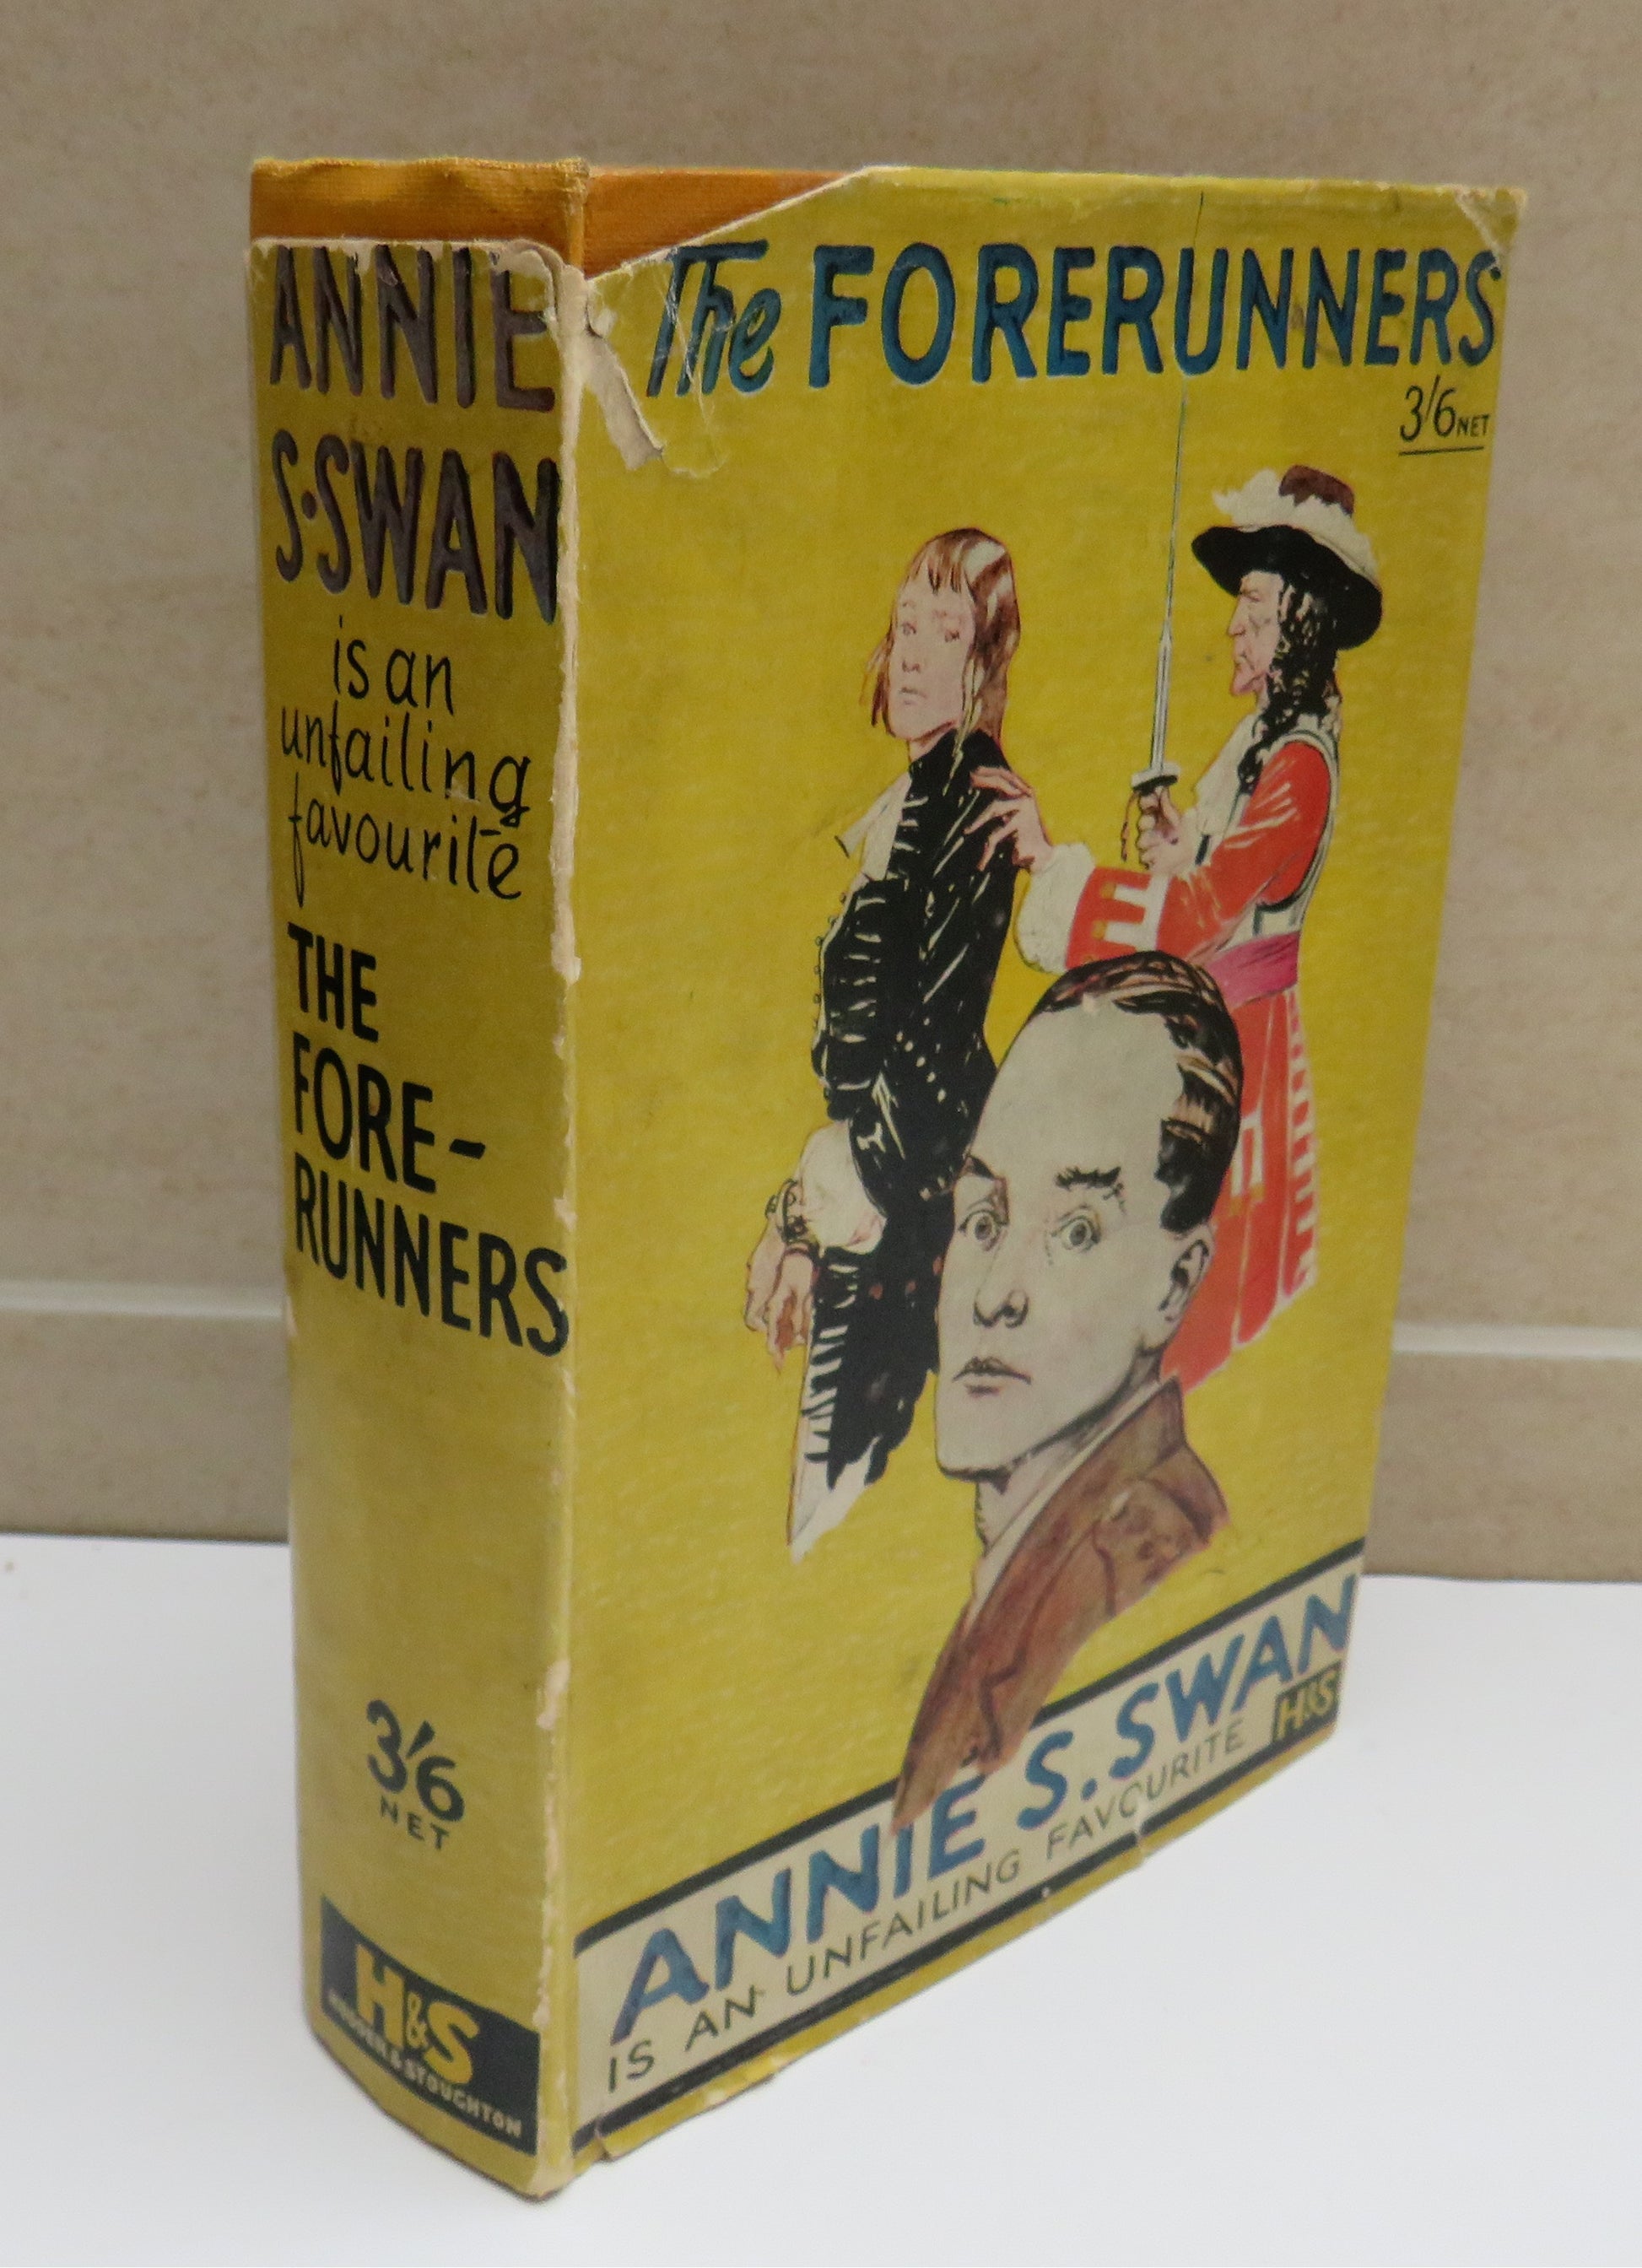 ANNIE
S·SWAN
is an
unfailing
favourite
THE
FORE-
RUNNERS
3/6
NET
H&S
HODDER & STOUGHTON
The FORERUNNERS
3/6 NET
ANNIE S. SWAN
IS AN UNFAILING FAVOURITE
H&S